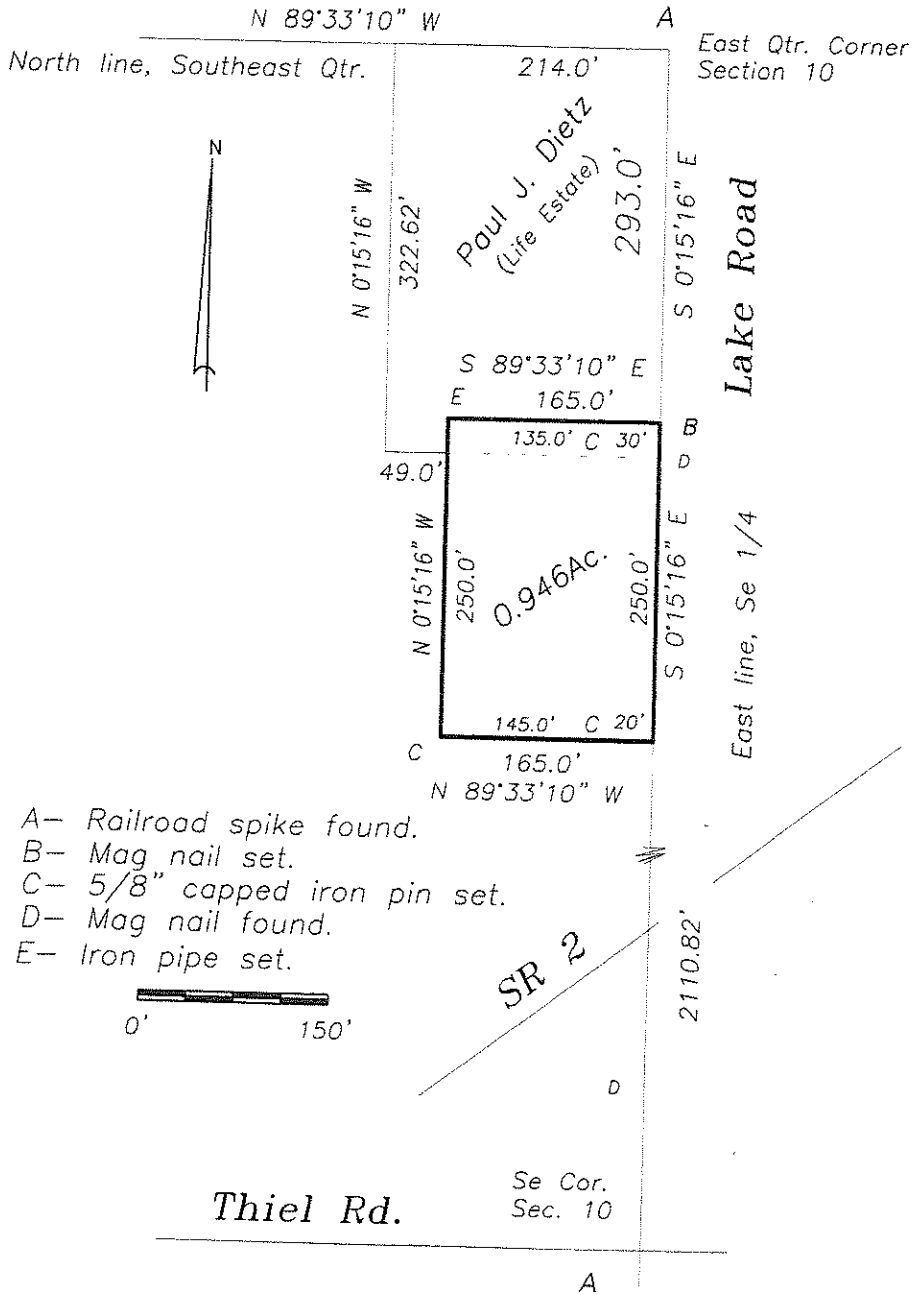 N 89°33'10" W
A
North line, Southeast Qtr.
214.0'
East Qtr. Corner
Section 10
N
N 0°15'16" W
322.62'
Paul J. Dietz
(Life Estate)
293.0'
S 0°15'16" E
Lake Road
S 89°33'10" E
E
165.0'
B
135.0' C 30'
D
49.0'
N 0°15'16" W
250.0'
0.946Ac.
250.0'
S 0°15'16" E
East line, Se 1/4
145.0' C 20'
C
165.0'
N 89°33'10" W
A– Railroad spike found.
B– Mag nail set.
C– 5/8" capped iron pin set.
D– Mag nail found.
E– Iron pipe set.
0' 150'
SR 2
2110.82'
D
Thiel Rd.
Se Cor.
Sec. 10
A